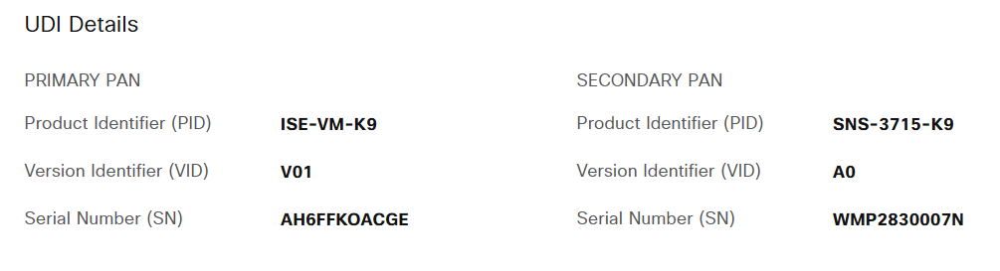 UDI Details
PRIMARY PAN
Product Identifier (PID) ISE-VM-K9
Version Identifier (VID) V01
Serial Number (SN) AH6FFKOACGE
SECONDARY PAN
Product Identifier (PID) SNS-3715-K9
Version Identifier (VID) A0
Serial Number (SN) WMP2830007N